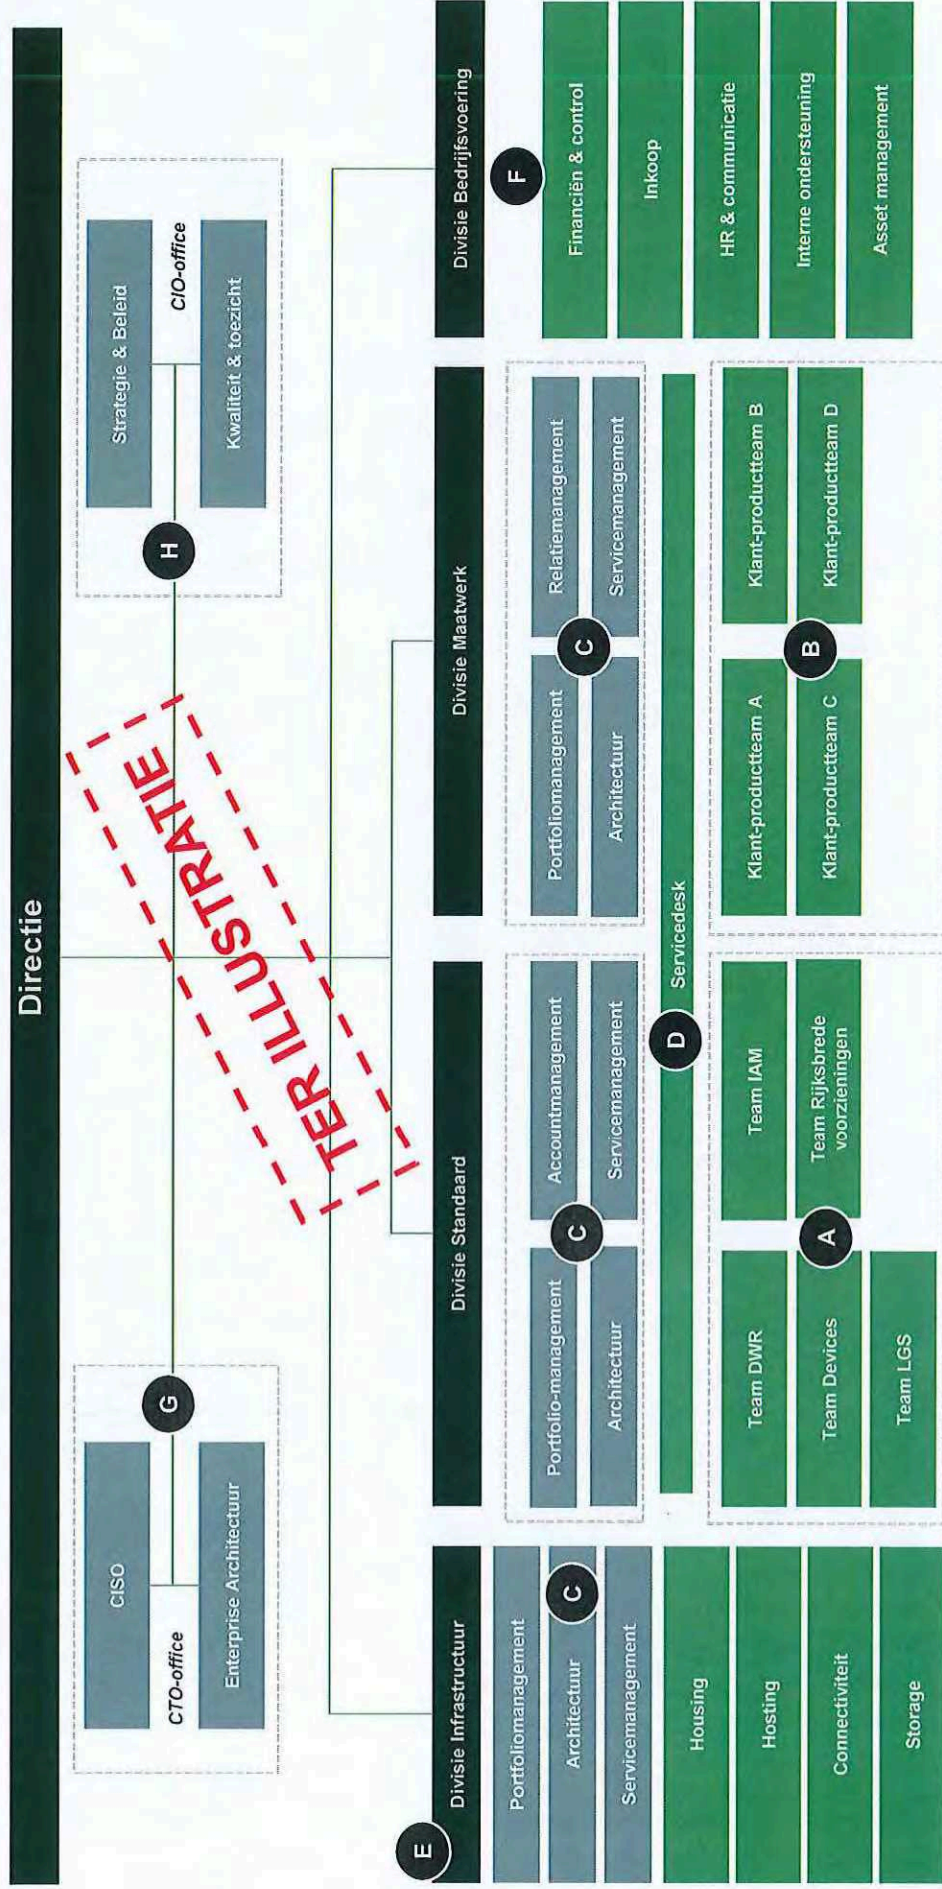 Directie
CISO
CTO-office
Enterprise Architectuur
G
TER ILLUSTRATIE
H
Strategie & Beleid
CIO-office
Kwaliteit & toezicht
E
Divisie Infrastructuur
Portfoliomanagement
Architectuur
C
Servicemanagement
Housing
Hosting
Connectiviteit
Storage
Divisie Standaard
Portfolio-management
Accountmanagement
C
Architectuur
Servicemanagement
Divisie Maatwerk
Portfoliomanagement
Relatiemanagement
C
Architectuur
Servicemanagement
D
Servicedesk
Team DWR
Team IAM
Team Devices
A
Team Rijksbrede
voorzieningen
Team LGS
Klant-productteam A
Klant-productteam B
B
Klant-productteam C
Klant-productteam D
Divisie Bedrijfsvoering
F
Financiën & control
Inkoop
HR & communicatie
Interne ondersteuning
Asset management